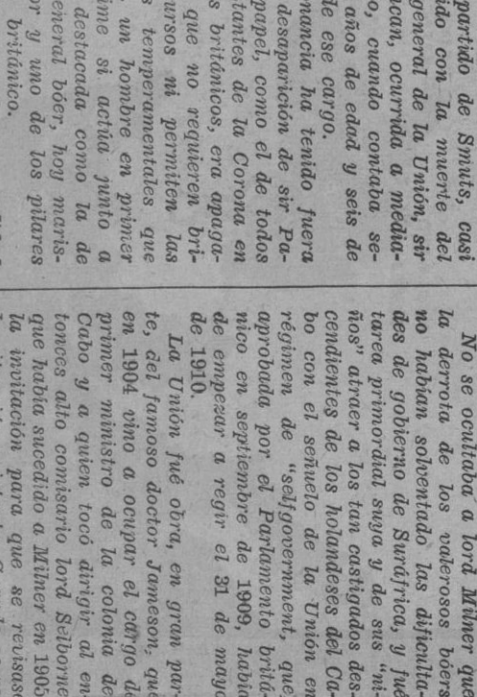 partido de Smuts, casi
ido con la muerte del
general de la Unión, sir
ncan, ocurrida a media-
o, cuando contaba se-
años de edad y seis de
de ese cargo.
nancia ha tenido fuera
desaparición de sir Pa-
papel, como el de todos
tantes de la Corona en
s británicos, era apaga-
que no requieren bri-
ursos ni permiten las
s temperamentales que
un hombre en primer
ime si actúa junto a
destacada como la de
eneral bóer, hoy maris-
or y uno de los pilares
británico.
No se ocultaba a lord Milner que
la derrota de los valerosos bóers
no habían solventado las dificulta-
des de gobierno de Suráfrica, y fu
tarea primordial suya y de sus "ni-
ños" atraer a los tan castigados des-
cendientes de los holandeses del Ca-
bo con el señuelo de la Unión en
régimen de "selfgovernment, que
aprobada por el Parlamento britá-
nico en septiembre de 1909, había
de empezar a regir el 31 de mayo
de 1910.
La Unión fué obra, en gran par-
te, del famoso doctor Jameson, que
en 1904 vino a ocupar el cargo de
primer ministro de la colonia de
Cabo y a quien tocó dirigir al en-
tonces alto comisario lord Selborne
que había sucedido a Milner en 1905
la invitación para que se revisase